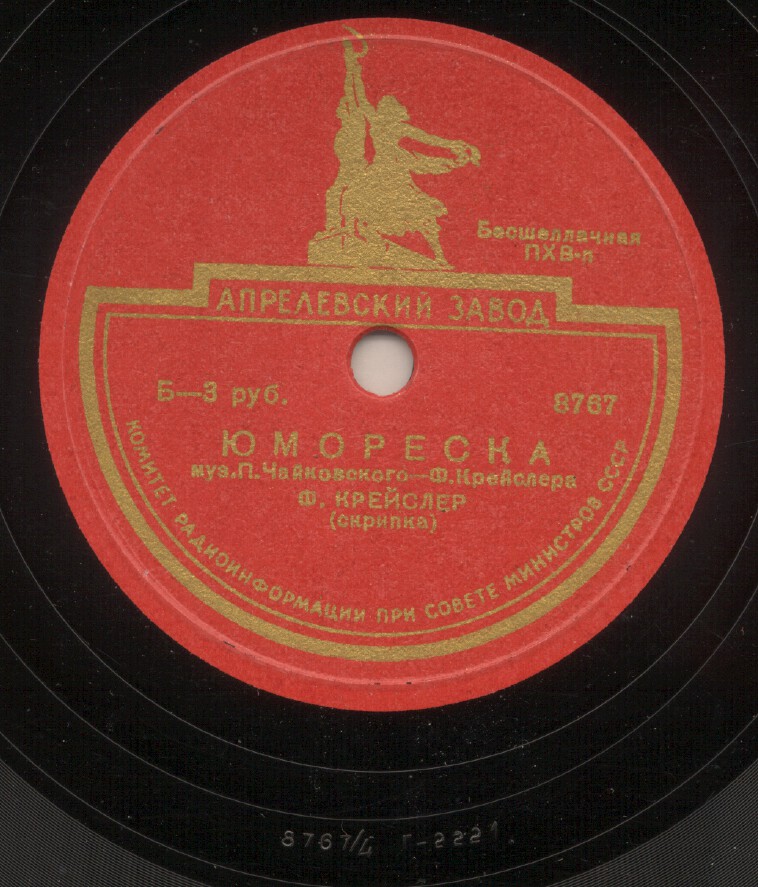 Бесшеллачная
ПХВ-п
АПРЕЛЕВСКИЙ ЗАВОД
Б—3 руб.
8767
ЮМОРЕСКА
муз. П. Чайковского—Ф. Крейслера
Ф. КРЕЙСЛЕР
(скрипка)
КОМИТЕТ РАДИОИНФОРМАЦИИ ПРИ СОВЕТЕ МИНИСТРОВ СССР
8767/4 Г-2221.